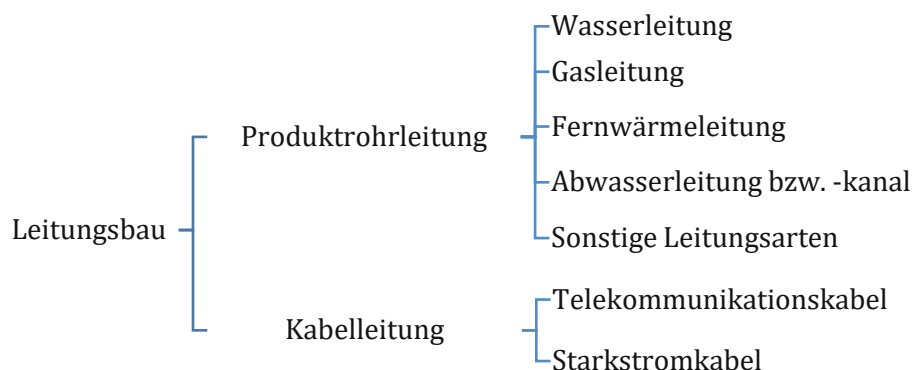 Leitungsbau
Produktrohrleitung
Wasserleitung
Gasleitung
Fernwärmeleitung
Abwasserleitung bzw. -kanal
Sonstige Leitungsarten
Kabelleitung
Telekommunikationskabel
Starkstromkabel